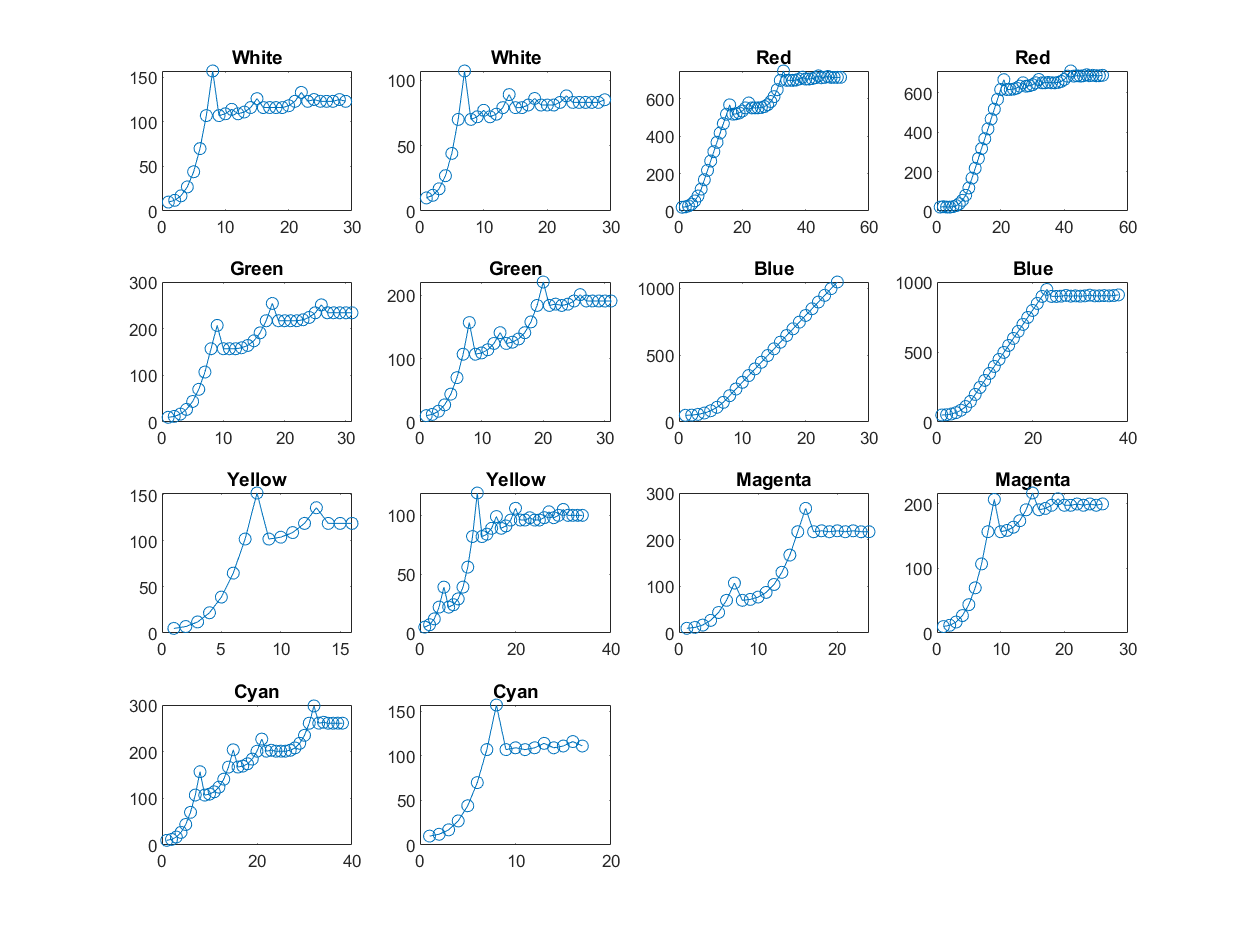 White White Red Red
150 100 600 600
100 50 400 400
50 200 200
0 0 0 0
0 10 20 30 0 10 20 30 0 20 40 60 0 20 40 60
Green Green Blue Blue
300 200 1000 1000
200 100 500 500
100
0 0 0 0
0 10 20 30 0 10 20 30 0 10 20 30 0 20 40
Yellow Yellow Magenta Magenta
150 100 300 200
100 50 200 100
50 100
0 0 0 0
0 5 10 15 0 20 40 0 10 20 0 10 20 30
Cyan Cyan
300 150
200 100
100 50
0 0
0 20 40 0 10 20